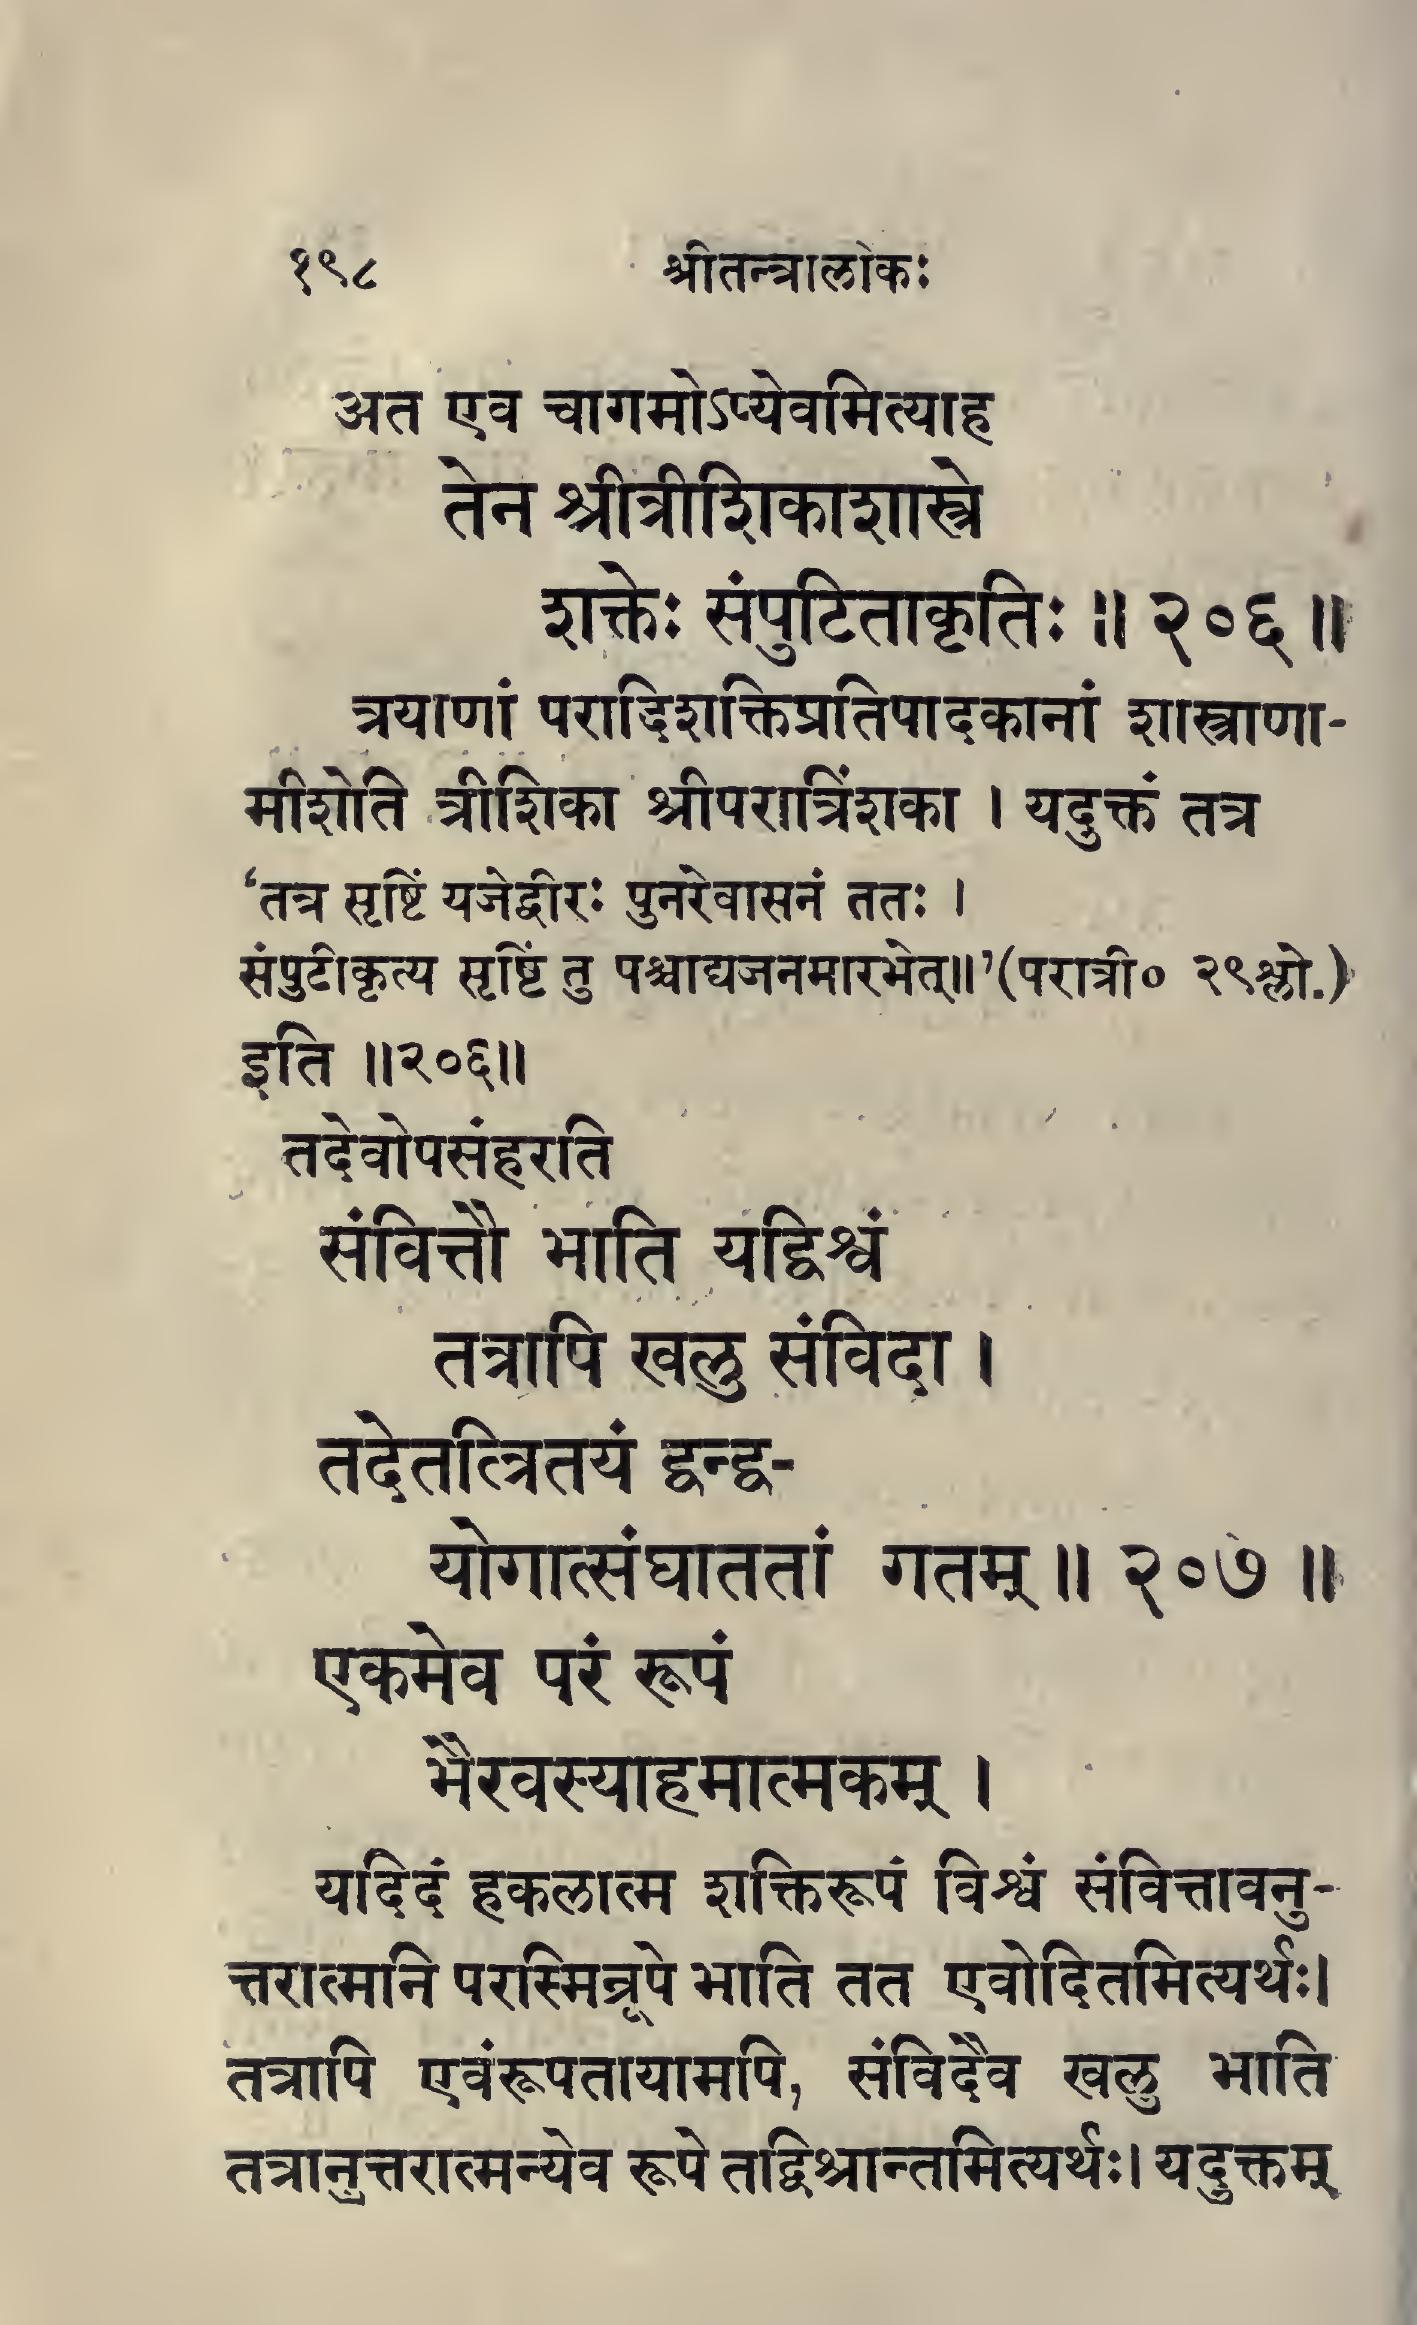 १९८ श्रीतन्त्रालोकः
अत एव चागमोऽप्येवमित्याह
तेन श्रीत्रीशिकाशास्त्रे
शक्तेः संपुटिताकृतिः ॥ २०६ ॥
त्रयाणां परादिशक्तिप्रतिपादकानां शास्त्राणा-
मीशेति त्रीशिका श्रीपरात्रिंशका । यदुक्तं तत्र
‘तत्र सृष्टिं यजेद्वीरः पुनरेवासनं ततः ।
संपुटीकृत्य सृष्टिं तु पश्चाद्यजनमारभेत्॥’(परात्री० २९श्लो.)
इति ॥२०६॥
तदेवोपसंहरति
संवित्तौ भाति यद्विश्वं
तत्रापि खलु संविदा ।
तदेतत्त्रितयं द्वन्द्व-
योगात्संघाततां गतम् ॥ २०७ ॥
एकमेव परं रूपं
भैरवस्याहमात्मकम् ।
यदिदं हकलात्म शक्तिरूपं विश्वं संवित्तावनु-
त्तरात्मनि परस्मिन्रूपे भाति तत एवोदितमित्यर्थः।
तत्रापि एवंरूपतायामपि, संविदैव खलु भाति
तत्रानुत्तरात्मन्येव रूपे तद्विश्रान्तमित्यर्थः। यदुक्तम्